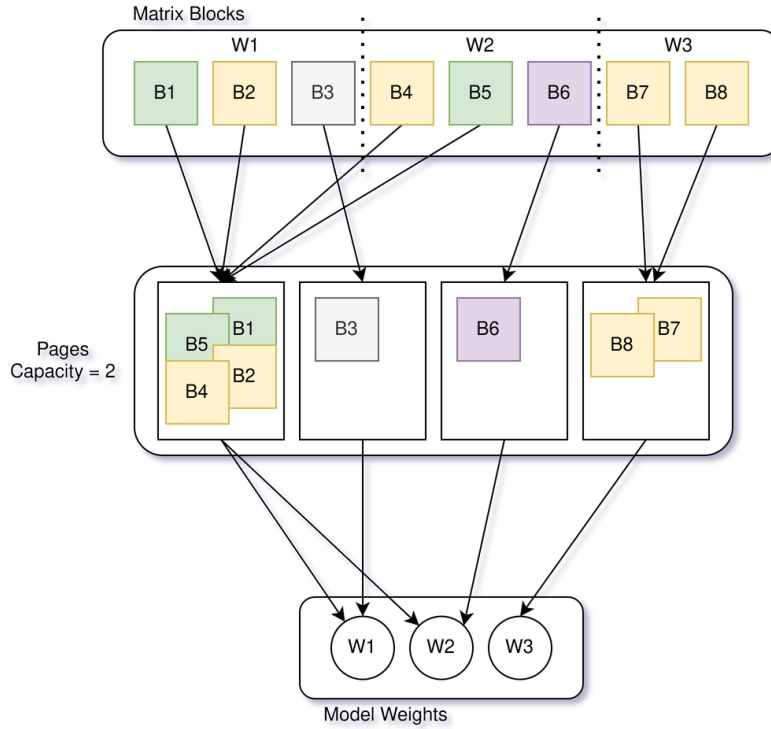 Matrix Blocks
W1 W2 W3
B1 B2 B3 B4 B5 B6 B7 B8
Pages
Capacity = 2
B1
B5
B2
B4
B3
B6
B7
B8
W1 W2 W3
Model Weights